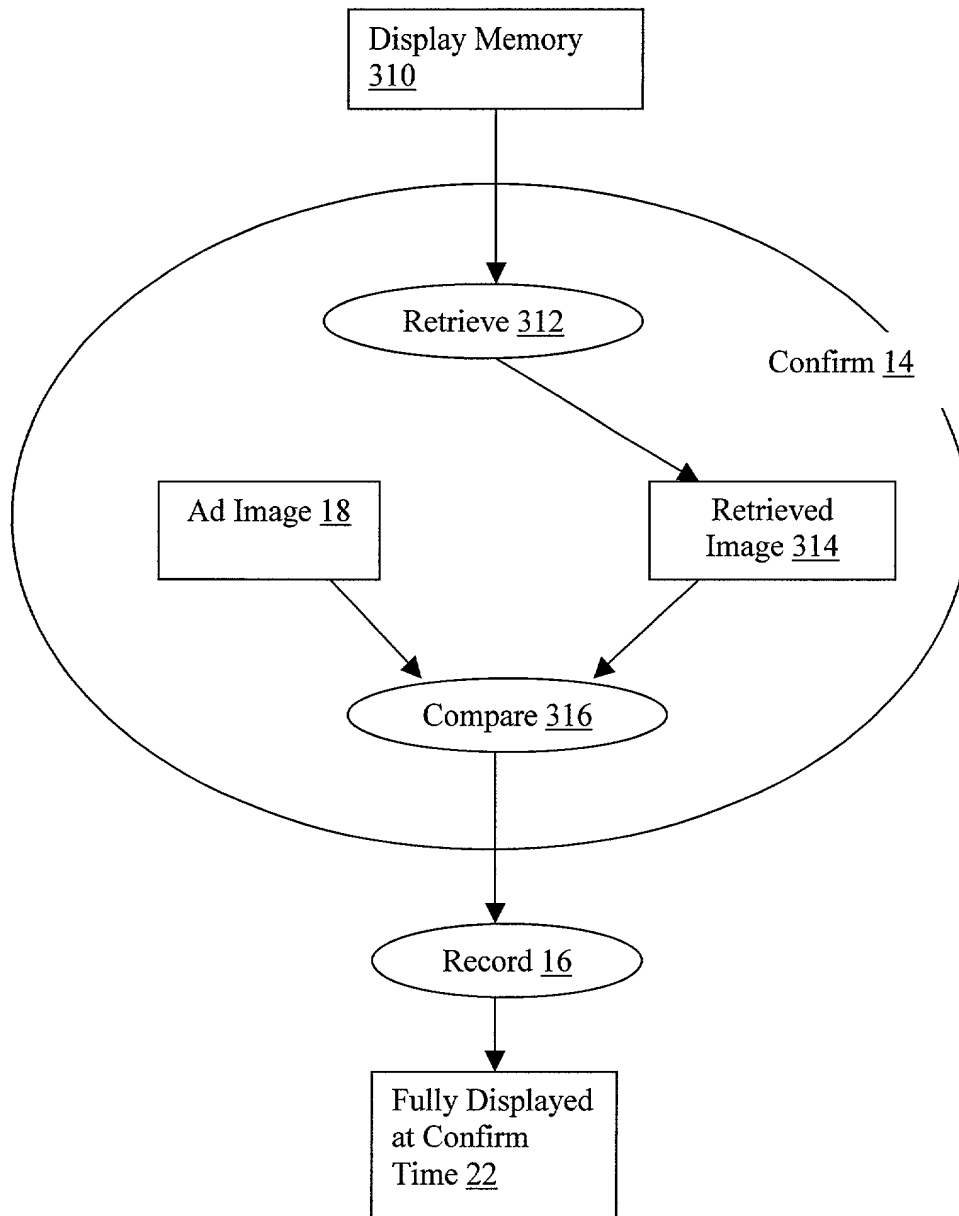 Display Memory
310
Retrieve 312
Confirm 14
Ad Image 18
Retrieved
Image 314
Compare 316
Record 16
Fully Displayed
at Confirm
Time 22